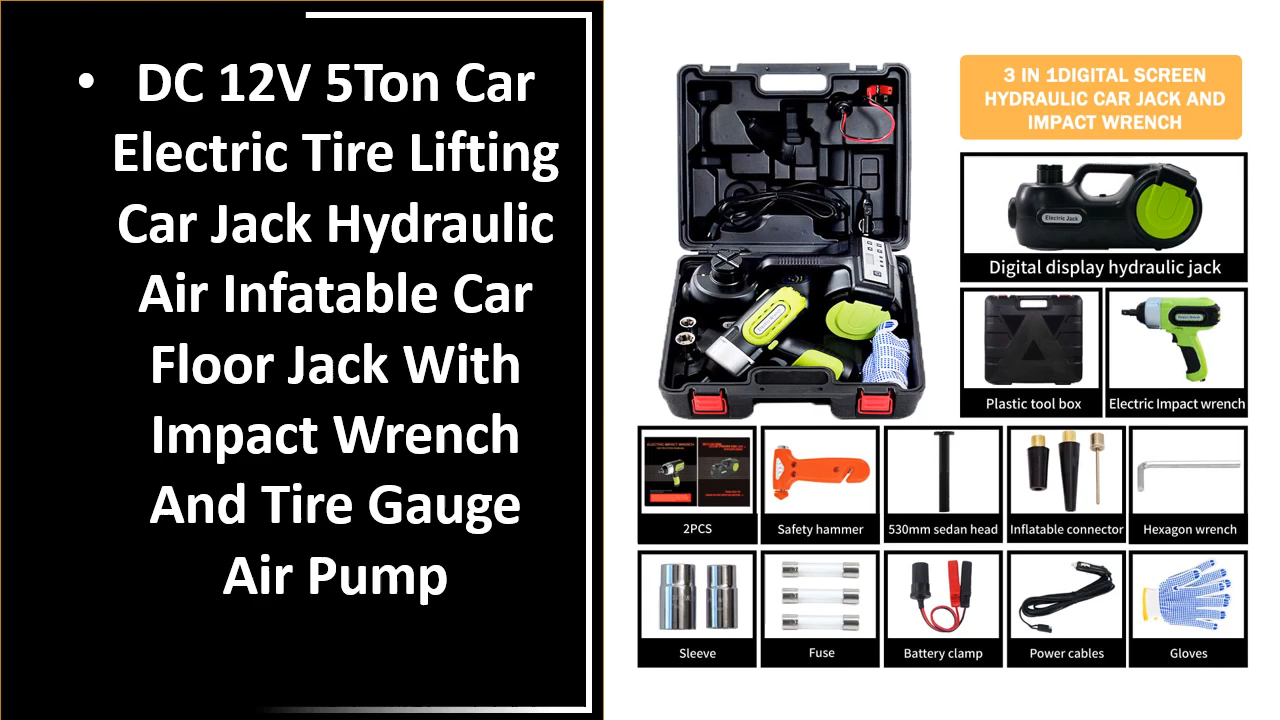 • DC 12V 5Ton Car
Electric Tire Lifting
Car Jack Hydraulic
Air Infatable Car
Floor Jack With
Impact Wrench
And Tire Gauge
Air Pump
3 IN 1DIGITAL SCREEN
HYDRAULIC CAR JACK AND
IMPACT WRENCH
Electric Jack
Digital display hydraulic jack
Plastic tool box
Electric Impact wrench
ELECTRIC IMPACT WRENCH
2PCS
Safety hammer
530mm sedan head
Inflatable connector
Hexagon wrench
Sleeve
Fuse
Battery clamp
Power cables
Gloves